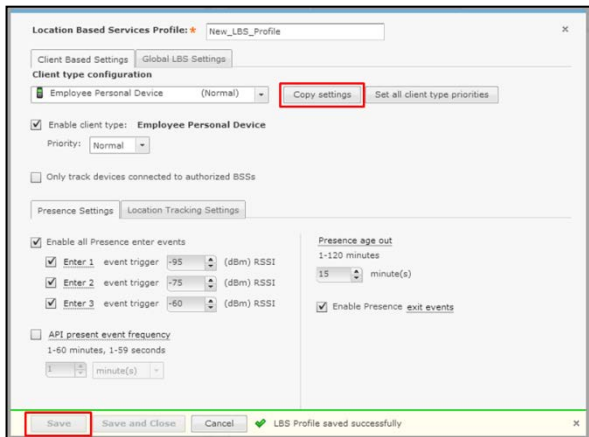 Location Based Services Profile:* New_LBS_Profile
Client Based Settings Global LBS Settings
Client type configuration
Employee Personal Device (Normal) Copy settings Set all client type priorities
Enable client type: Employee Personal Device
Priority: Normal
Only track devices connected to authorized BSSs
Presence Settings Location Tracking Settings
Enable all Presence enter events
Enter 1 event trigger -95 (dBm) RSSI
Enter 2 event trigger -75 (dBm) RSSI
Enter 3 event trigger -60 (dBm) RSSI
API present event frequency
1-60 minutes, 1-59 seconds
1 minute(s)
Presence age out
1-120 minutes
15 minute(s)
Enable Presence exit events
Save Save and Close Cancel LBS Profile saved successfully